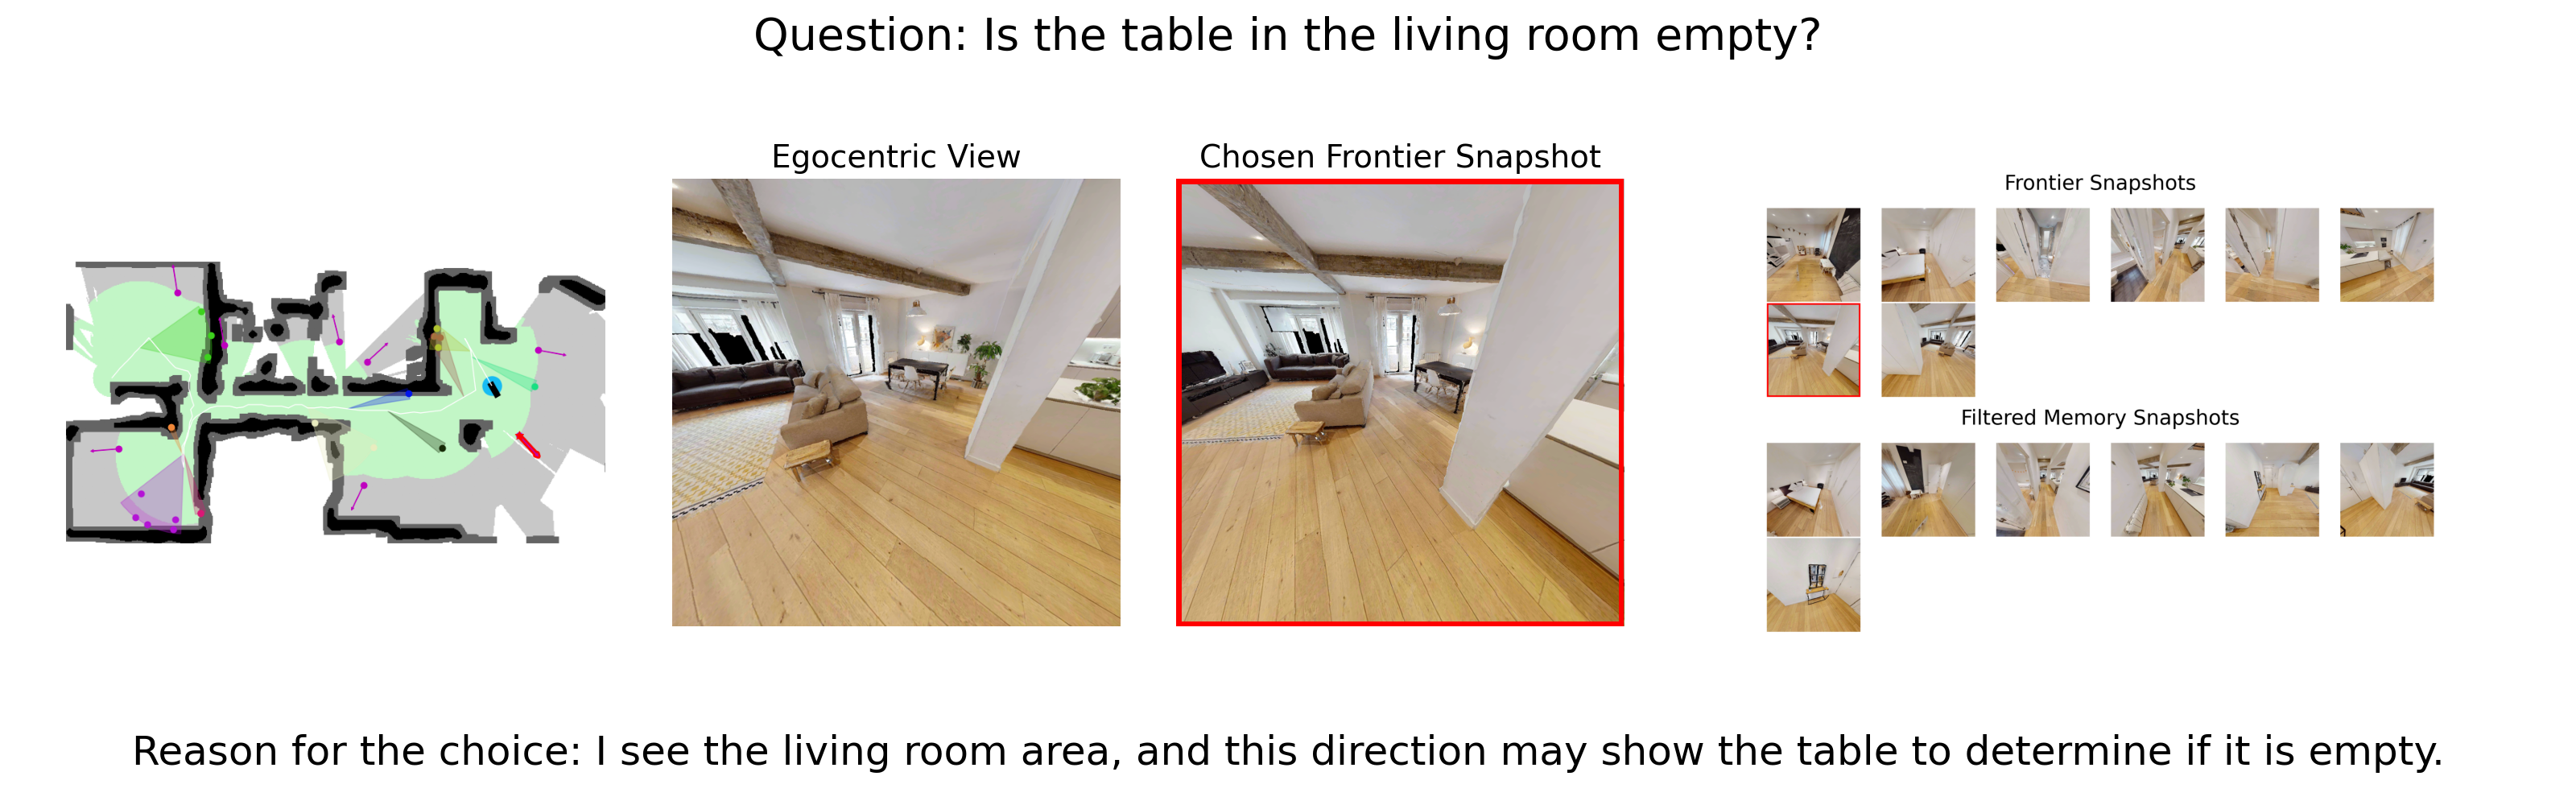 Question: Is the table in the living room empty?
Egocentric View
Chosen Frontier Snapshot
Frontier Snapshots
Filtered Memory Snapshots
Reason for the choice: I see the living room area, and this direction may show the table to determine if it is empty.